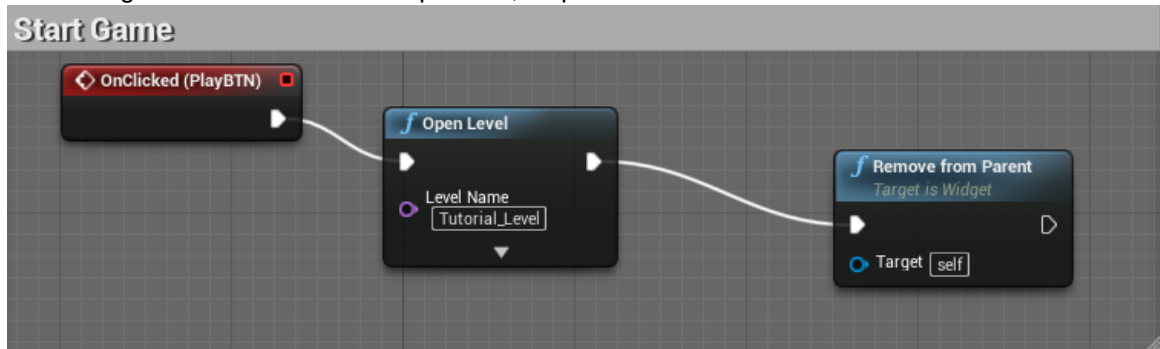 Start Game
OnClicked (PlayBTN)
f Open Level
Level Name
Tutorial_Level
f Remove from Parent
Target is Widget
Target self